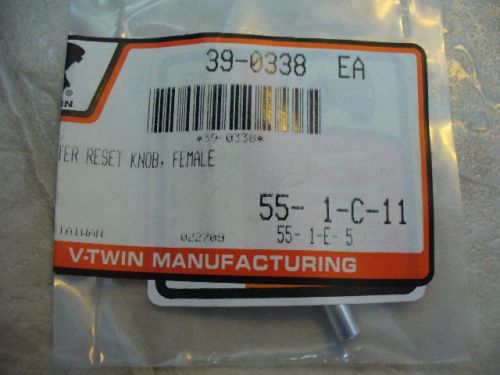 39-0338 EA
*39-0338*
TER RESET KNOB, FEMALE
55- 1-C-11
TAIWAN 022709 55- 1-E- 5
V-TWIN MANUFACTURING